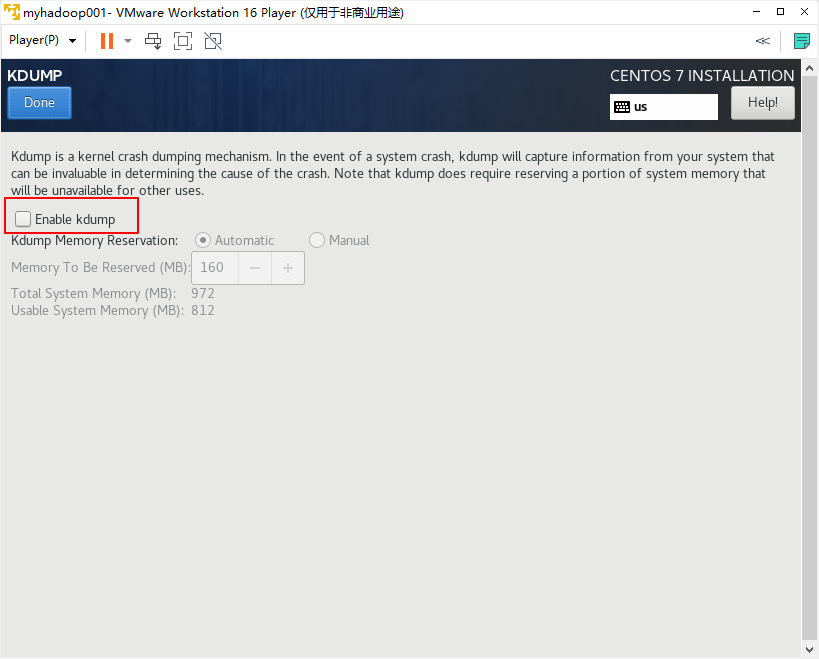 myhadoop001- VMware Workstation 16 Player (仅用于非商业用途)
Player(P)
KDUMP
CENTOS 7 INSTALLATION
Done
us
Help!
Kdump is a kernel crash dumping mechanism. In the event of a system crash, kdump will capture information from your system that
can be invaluable in determining the cause of the crash. Note that kdump does require reserving a portion of system memory that
will be unavailable for other uses.
Enable kdump
Kdump Memory Reservation: Automatic Manual
Memory To Be Reserved (MB): 160 − +
Total System Memory (MB): 972
Usable System Memory (MB): 812